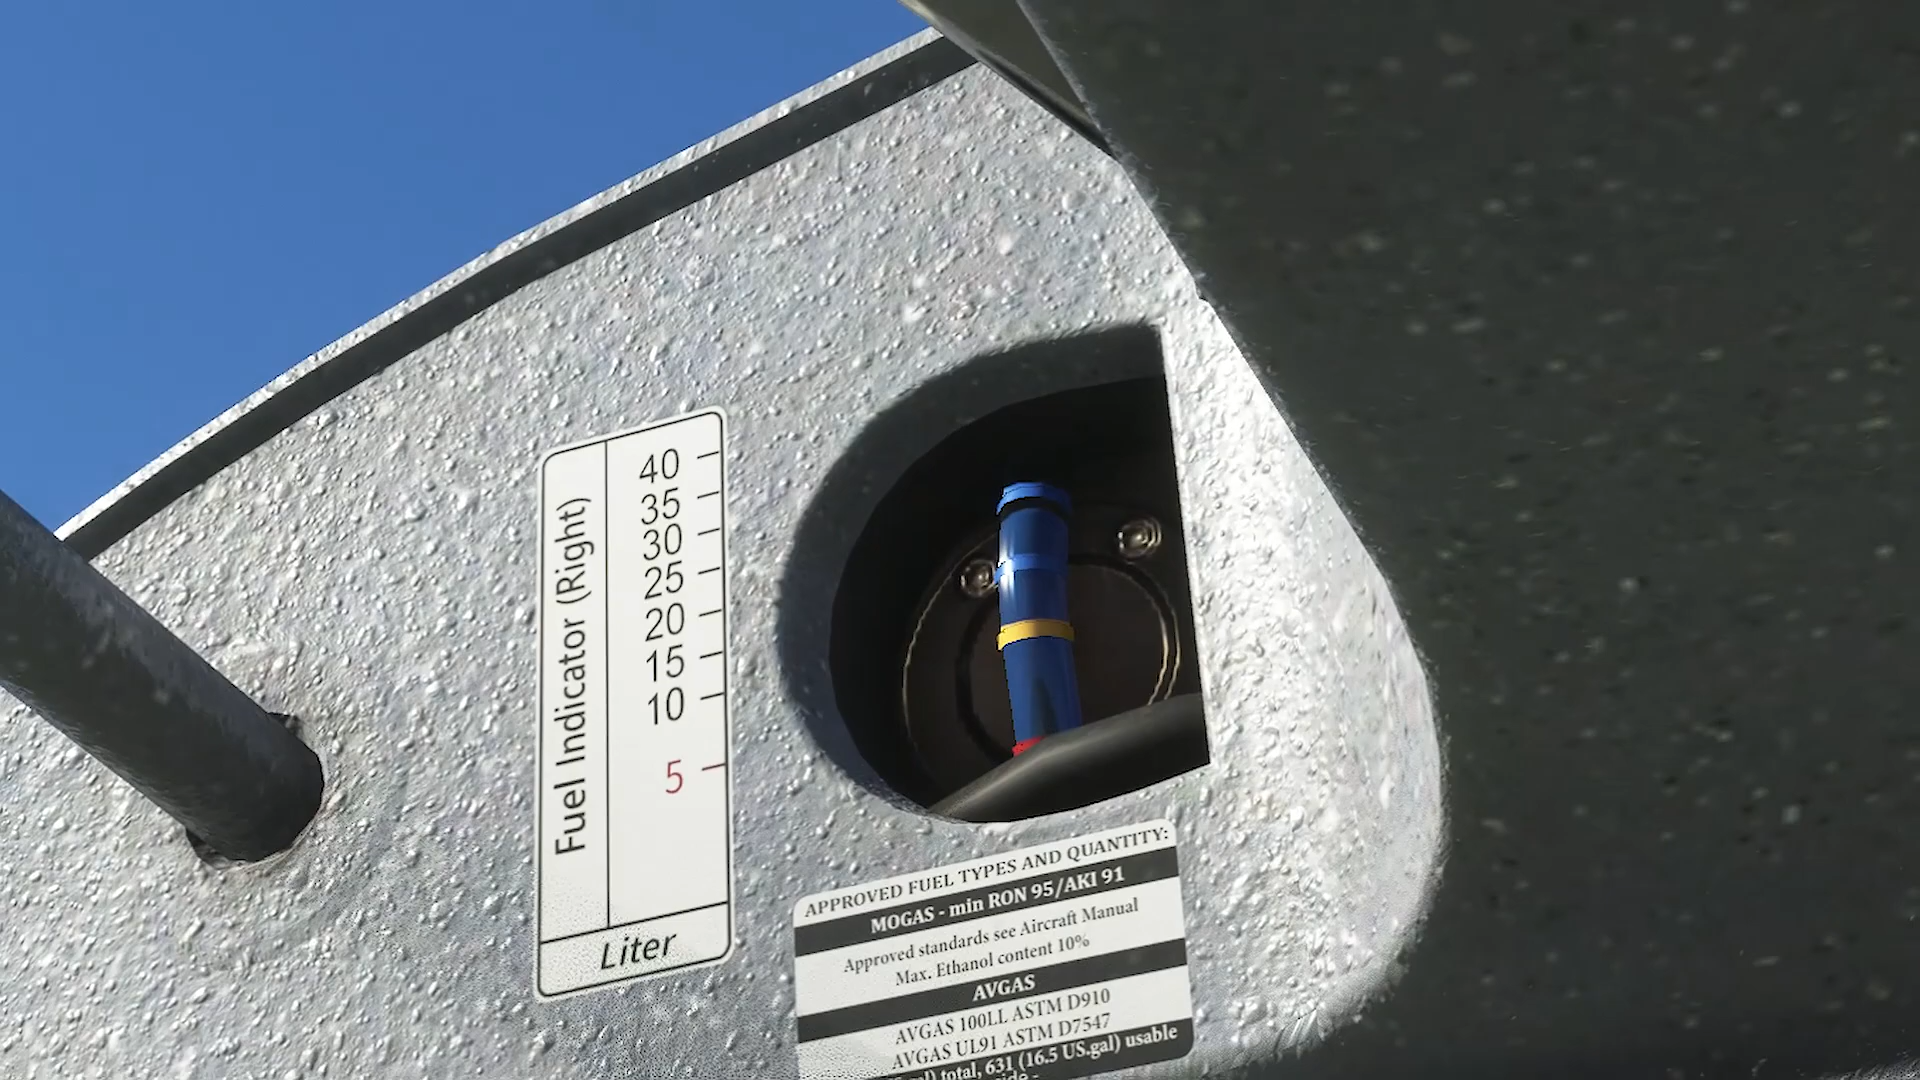 Fuel Indicator (Right)
40
35
30
25
20
15
10
5
Liter
APPROVED FUEL TYPES AND QUANTITY:
MOGAS - min RON 95/AKI 91
Approved standards see Aircraft Manual
Max. Ethanol content 10%
AVGAS
AVGAS 100LL ASTM D910
AVGAS UL91 ASTM D7547
total, 631 (16.5 US.gal) usable